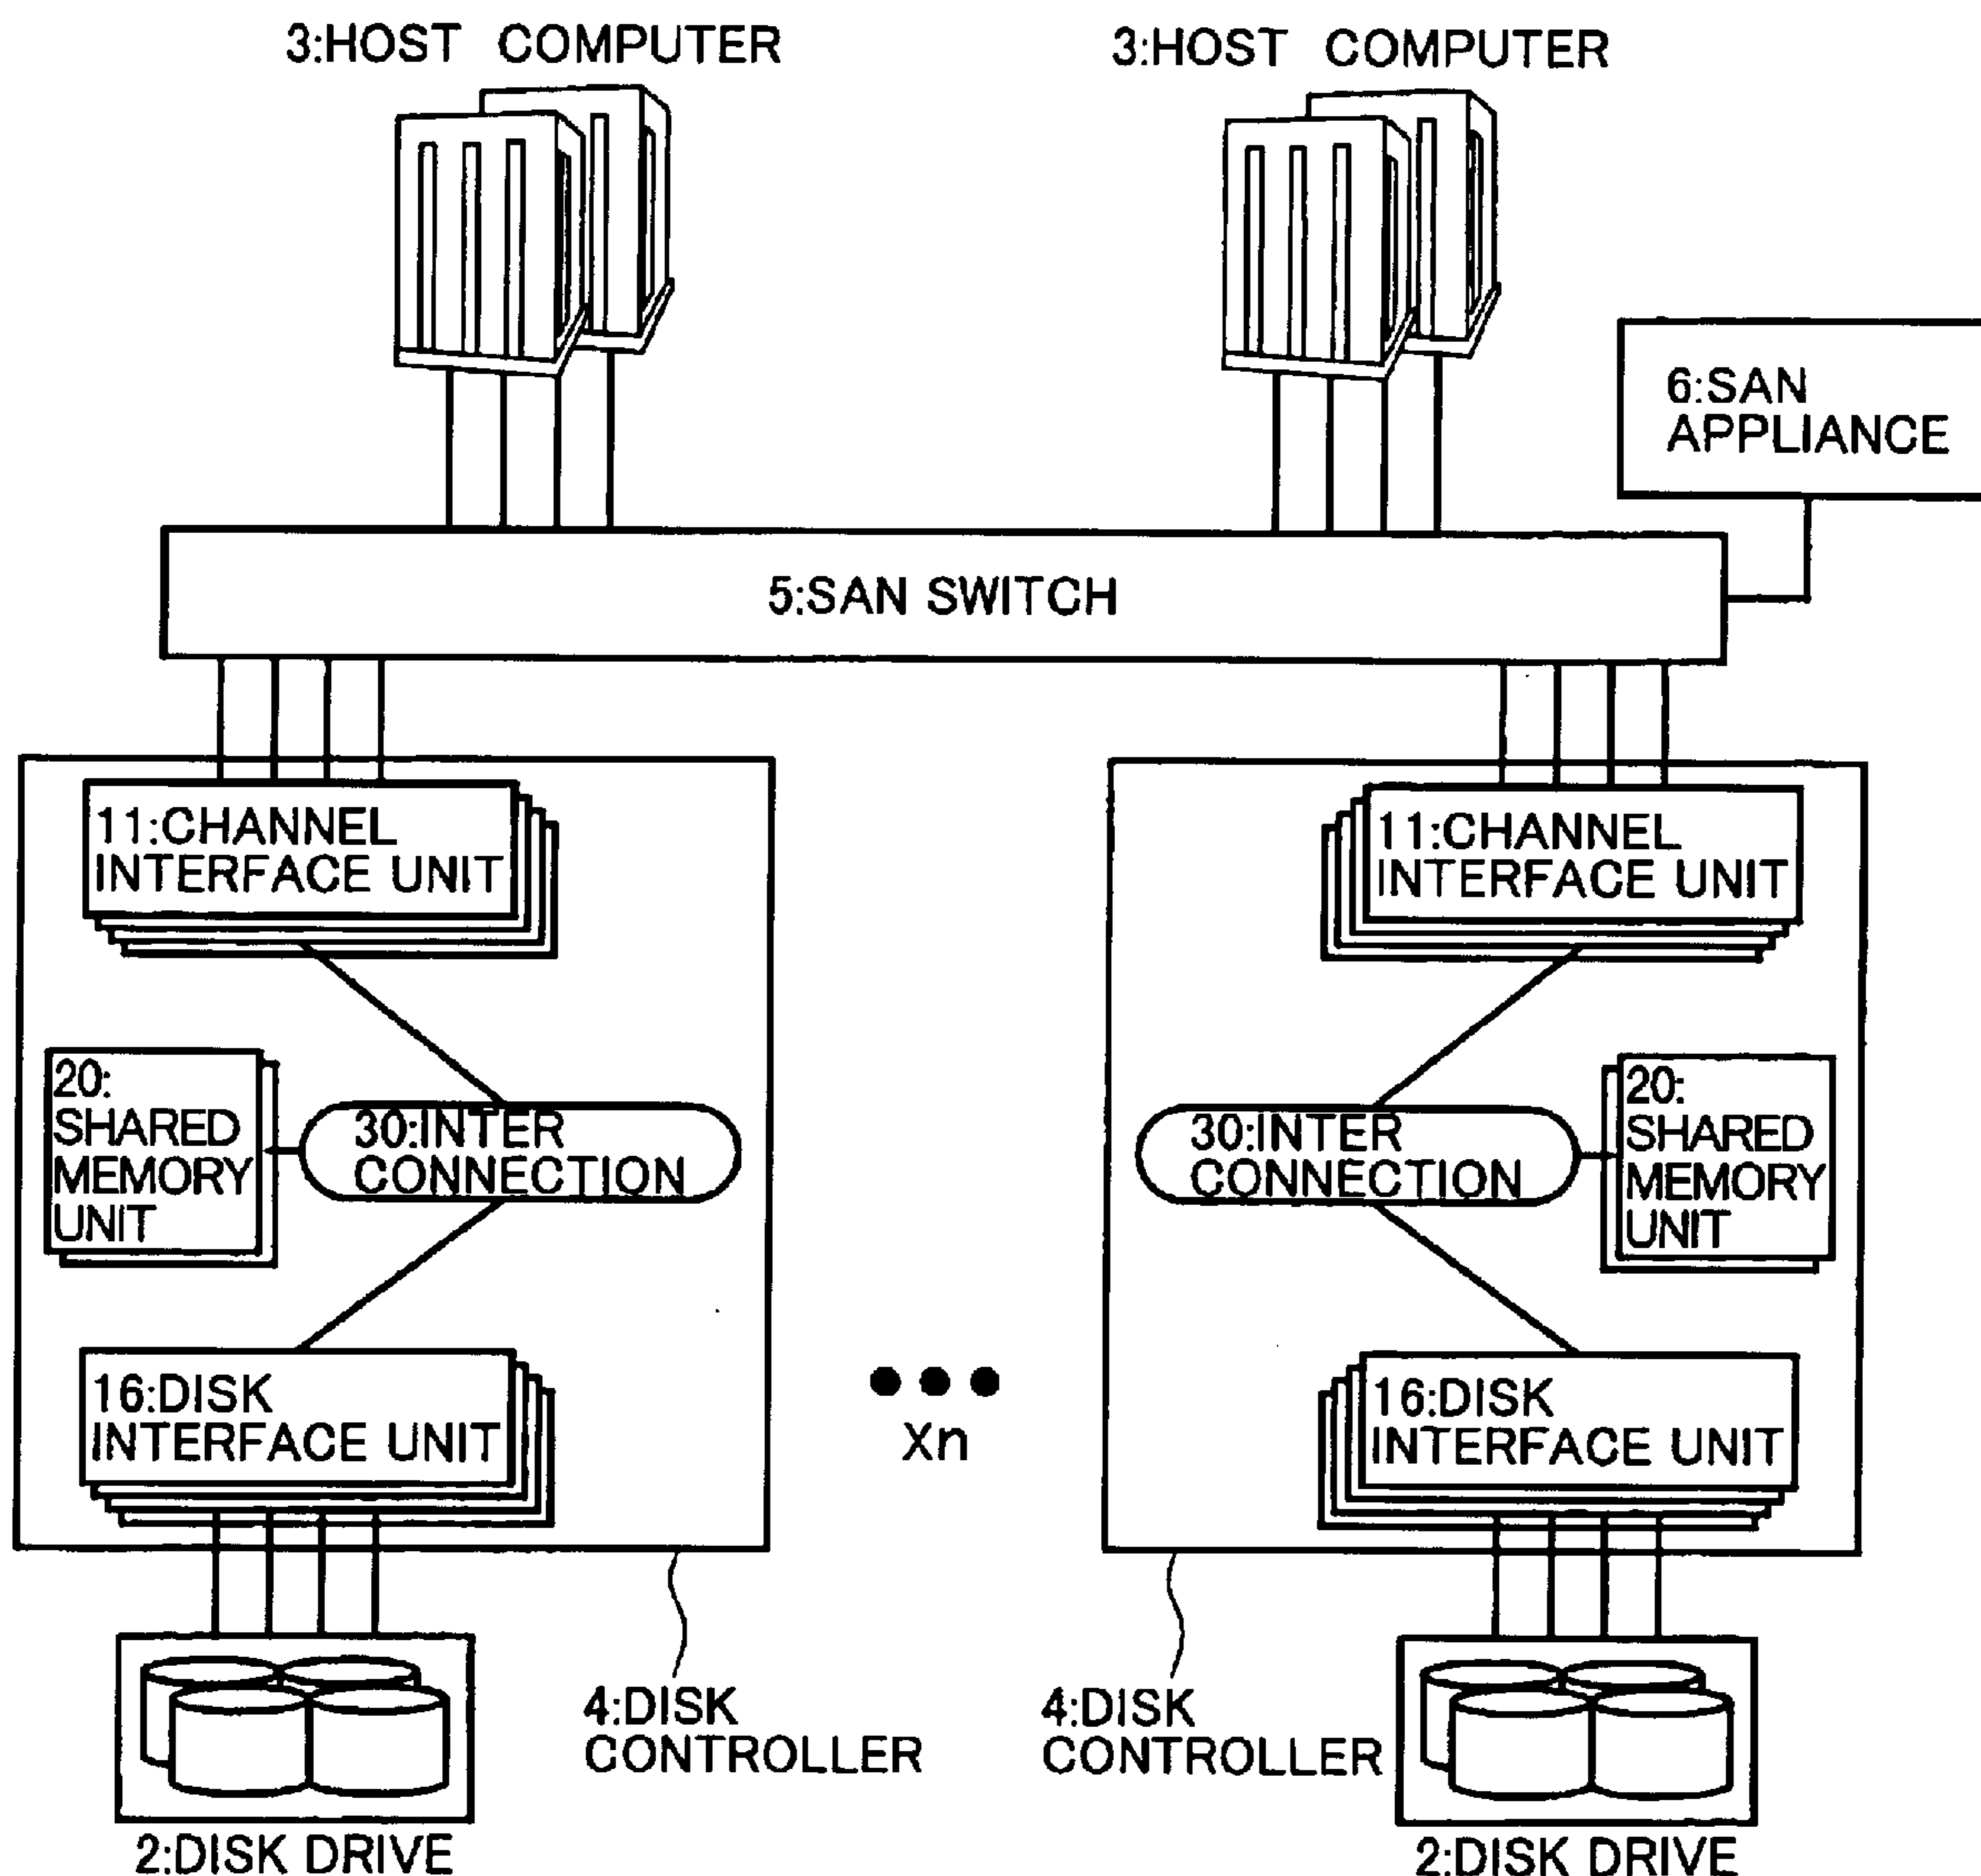 3:HOST COMPUTER
3:HOST COMPUTER
6:SAN
APPLIANCE
5:SAN SWITCH
11:CHANNEL
INTERFACE UNIT
11:CHANNEL
INTERFACE UNIT
20:
SHARED
MEMORY
UNIT
30:INTER
CONNECTION
30:INTER
CONNECTION
20:
SHARED
MEMORY
UNIT
16:DISK
INTERFACE UNIT
Xn
16:DISK
INTERFACE UNIT
4:DISK
CONTROLLER
4:DISK
CONTROLLER
2:DISK DRIVE
2:DISK DRIVE